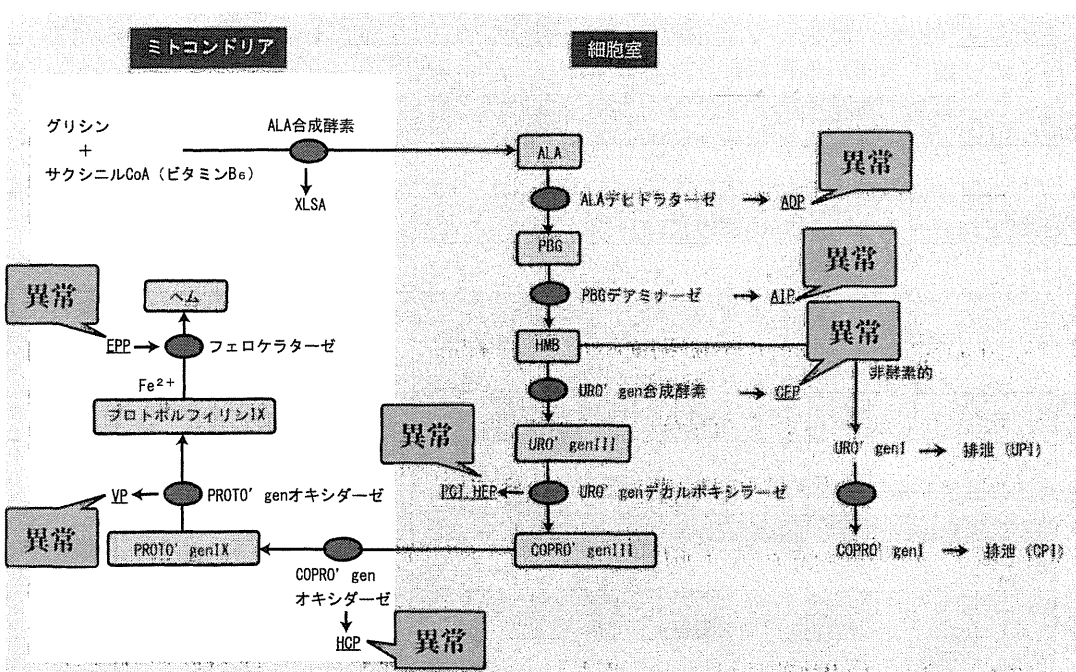 ミトコンドリア
細胞室
グリシン
+
サクシニルCoA（ビタミンB₆）
ALA合成酵素
XLSA
ALA
ALAデヒドラターゼ
ADP
異常
PBG
PBGデアミナーゼ
AIP
異常
HMB
異常
非酵素的
URO' gen合成酵素
CEP
URO' genIII
URO' genI
排泄（UPI）
異常
PCT HEP
URO' genデカルボキシラーゼ
COPRO' genIII
COPRO' genI
排泄（CPI）
異常
ヘム
EPP
フェロケラターゼ
Fe²⁺
プロトポルフィリンIX
VP
PROTO' genオキシダーゼ
異常
PROTO' genIX
COPRO' gen
オキシダーゼ
HCP
異常